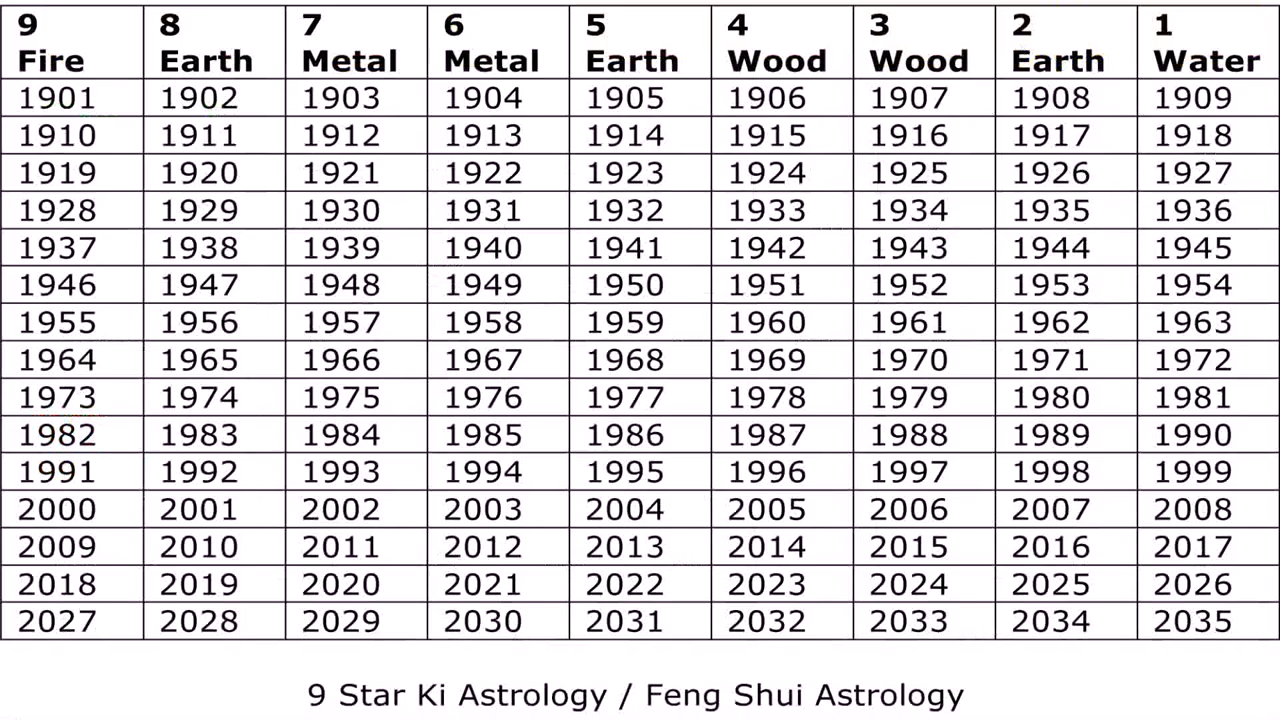 9 8 7 6 5 4 3 2 1
Fire Earth Metal Metal Earth Wood Wood Earth Water
1901 1902 1903 1904 1905 1906 1907 1908 1909
1910 1911 1912 1913 1914 1915 1916 1917 1918
1919 1920 1921 1922 1923 1924 1925 1926 1927
1928 1929 1930 1931 1932 1933 1934 1935 1936
1937 1938 1939 1940 1941 1942 1943 1944 1945
1946 1947 1948 1949 1950 1951 1952 1953 1954
1955 1956 1957 1958 1959 1960 1961 1962 1963
1964 1965 1966 1967 1968 1969 1970 1971 1972
1973 1974 1975 1976 1977 1978 1979 1980 1981
1982 1983 1984 1985 1986 1987 1988 1989 1990
1991 1992 1993 1994 1995 1996 1997 1998 1999
2000 2001 2002 2003 2004 2005 2006 2007 2008
2009 2010 2011 2012 2013 2014 2015 2016 2017
2018 2019 2020 2021 2022 2023 2024 2025 2026
2027 2028 2029 2030 2031 2032 2033 2034 2035
9 Star Ki Astrology / Feng Shui Astrology